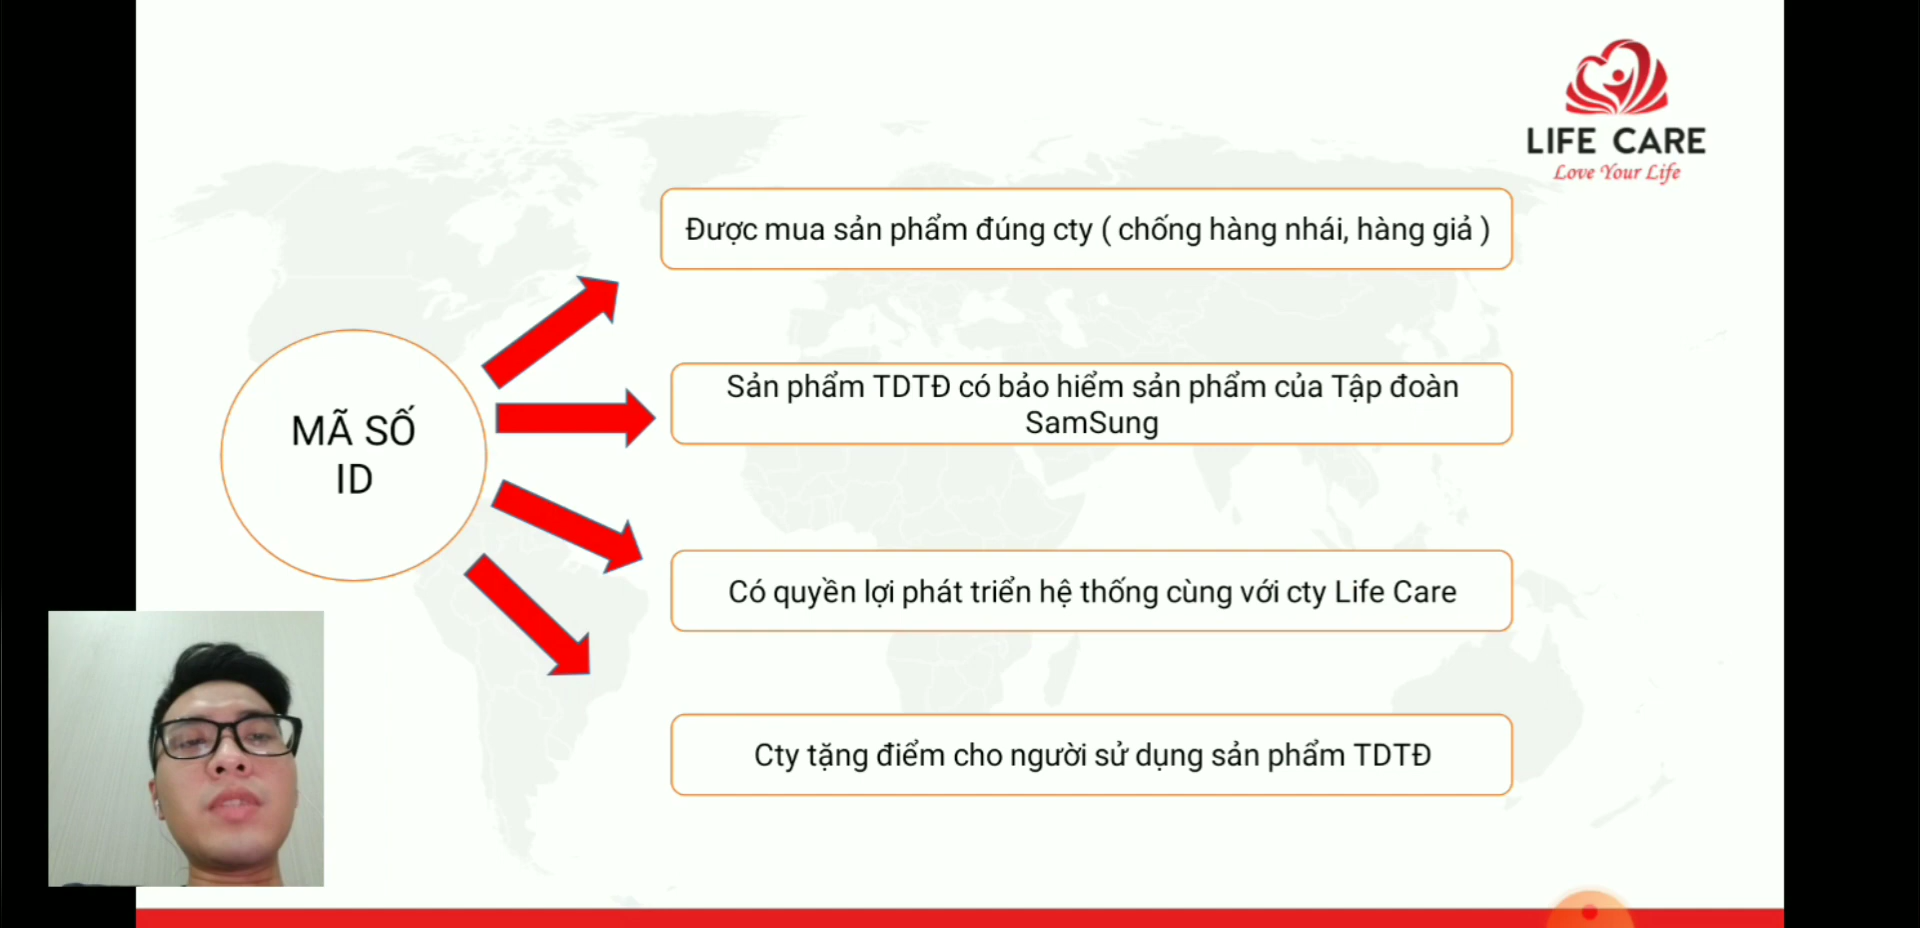 LIFE CARE
Love Your Life
Được mua sản phẩm đúng cty ( chống hàng nhái, hàng giả )
Sản phẩm TDTĐ có bảo hiểm sản phẩm của Tập đoàn
SamSung
MÃ SỐ
ID
Có quyền lợi phát triển hệ thống cùng với cty Life Care
Cty tặng điểm cho người sử dụng sản phẩm TDTĐ